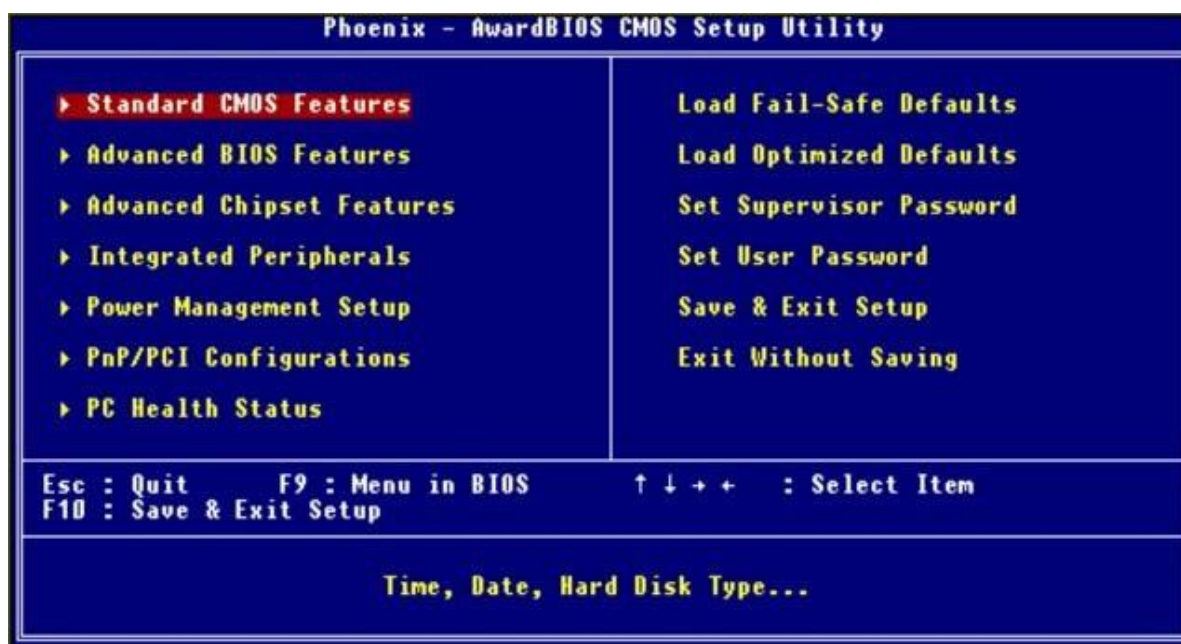 Phoenix - AwardBIOS CMOS Setup Utility
▸ Standard CMOS Features
▸ Advanced BIOS Features
▸ Advanced Chipset Features
▸ Integrated Peripherals
▸ Power Management Setup
▸ PnP/PCI Configurations
▸ PC Health Status
Load Fail-Safe Defaults
Load Optimized Defaults
Set Supervisor Password
Set User Password
Save & Exit Setup
Exit Without Saving
Esc : Quit F9 : Menu in BIOS ↑ ↓ → ← : Select Item
F10 : Save & Exit Setup
Time, Date, Hard Disk Type...